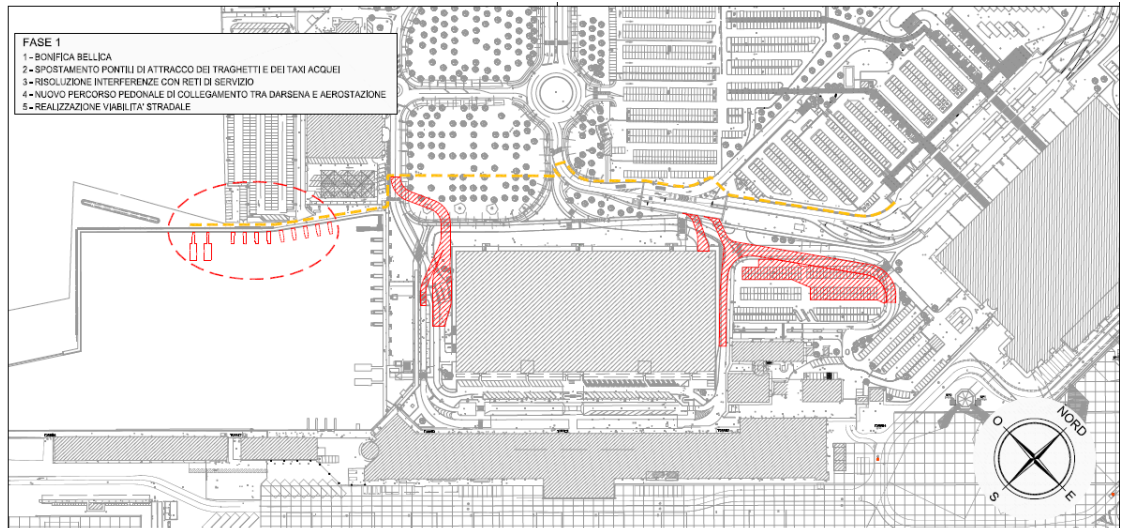 FASE 1
1 - BONIFICA BELLICA
2 - SPOSTAMENTO PONTILI DI ATTRACCO DEI TRAGHETTI E DEI TAXI ACQUEI
3 - RISOLUZIONE INTERFERENZE CON RETI DI SERVIZIO
4 - NUOVO PERCORSO PEDONALE DI COLLEGAMENTO TRA DARSENA E AEROSTAZIONE
5 - REALIZZAZIONE VIABILITA' STRADALE
NORD
O
S
E